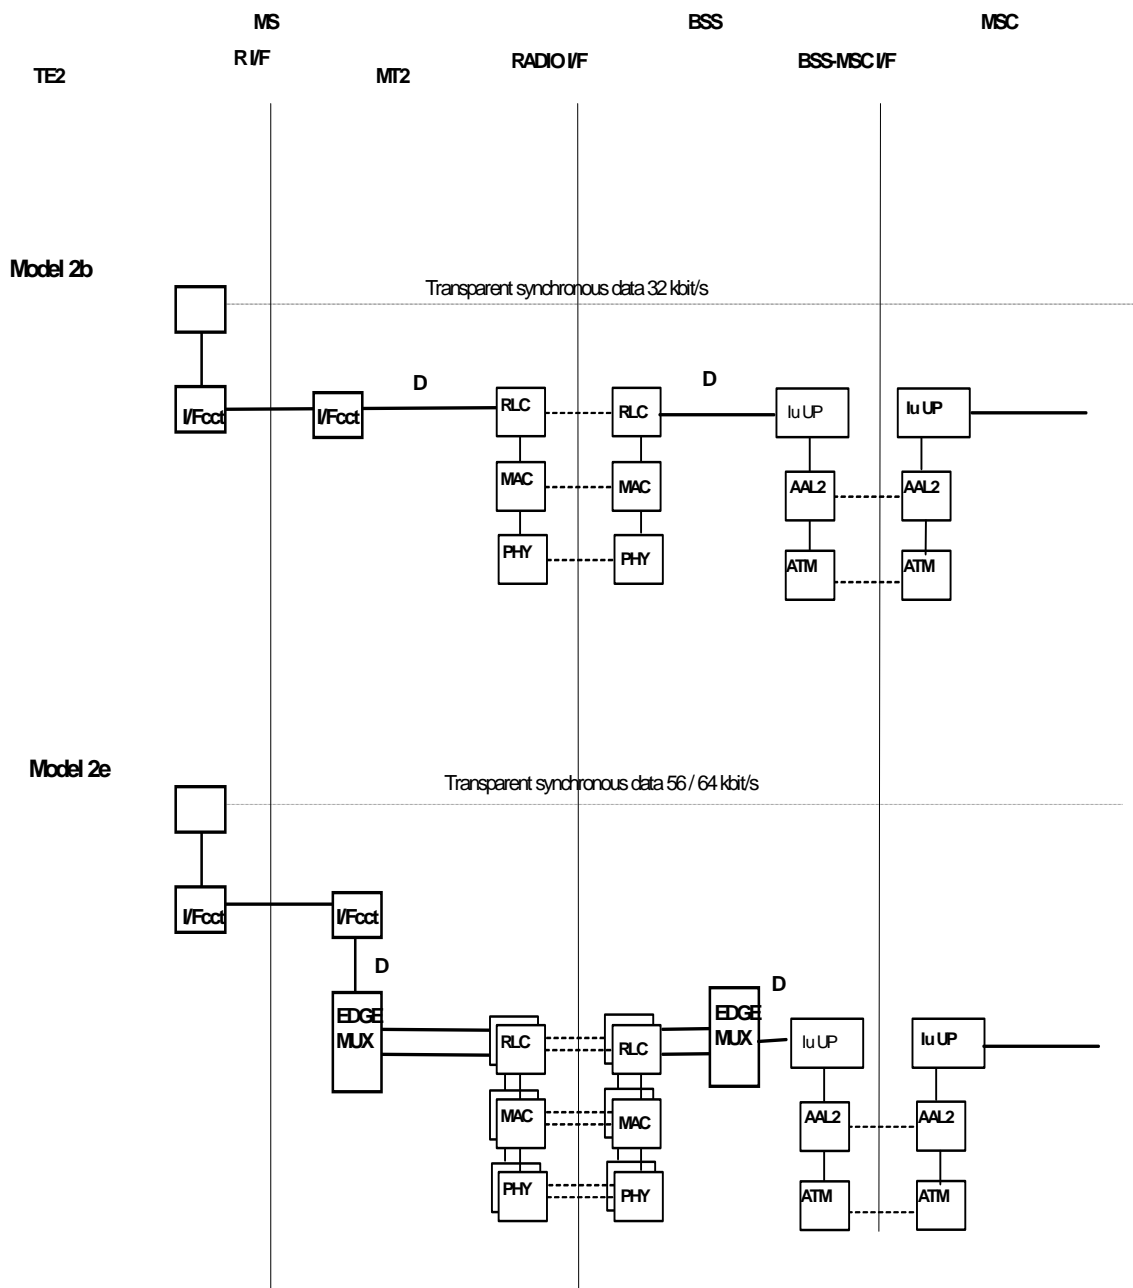 MS BSS MSC
R I/F RADIO I/F BSS-MSC I/F
TE2 MT2
Model 2b
Transparent synchronous data 32 kbit/s
D D
I/Fcct I/Fcct RLC RLC Iu UP Iu UP
MAC MAC AAL2 AAL2
PHY PHY ATM ATM
Model 2e
Transparent synchronous data 56 / 64 kbit/s
I/Fcct I/Fcct
D D
EDGE EDGE
MUX RLC RLC MUX Iu UP Iu UP
MAC MAC AAL2 AAL2
PHY PHY ATM ATM